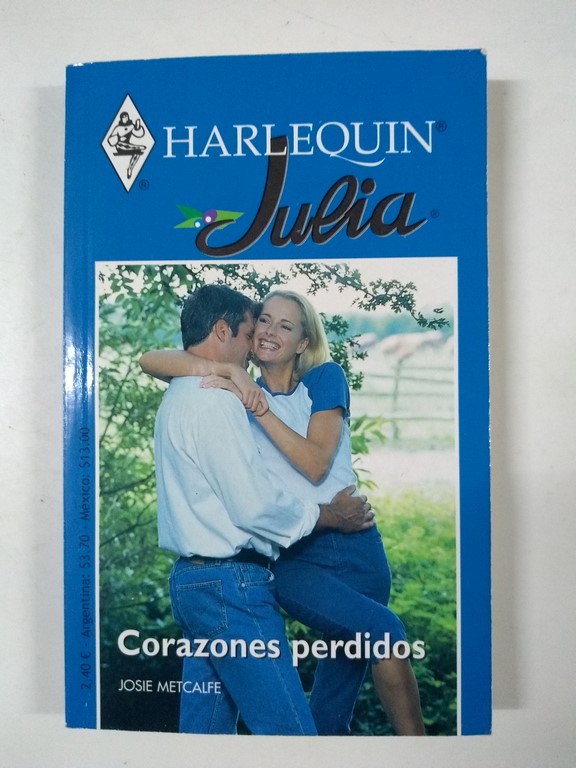 HARLEQUIN®
®
Julia®
2,40 € Argentina: $3.70 México: $13.00
Corazones perdidos
JOSIE METCALFE